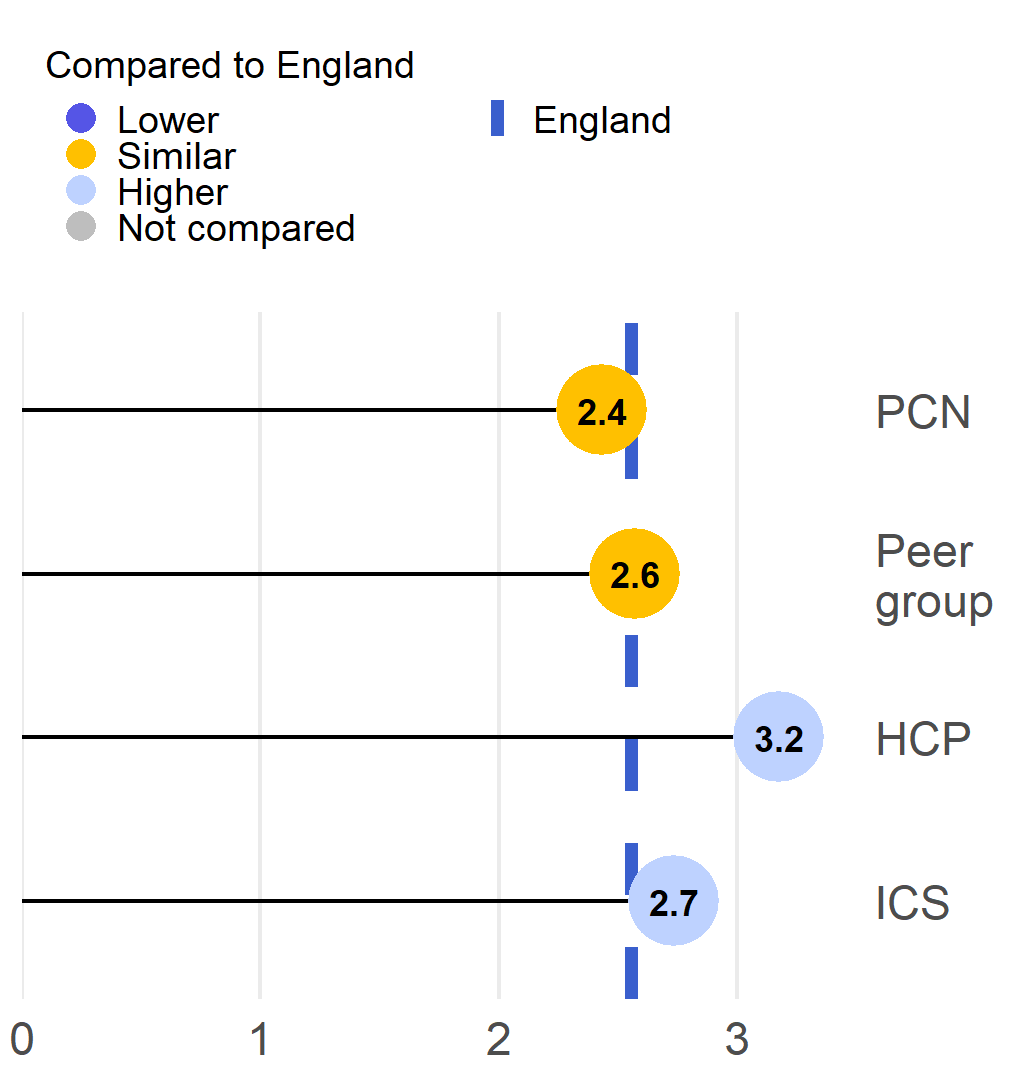 Compared to England
Lower
England
Similar
Higher
Not compared
2.4
PCN
Peer
group
2.6
3.2
HCP
2.7
ICS
0
1
2
3